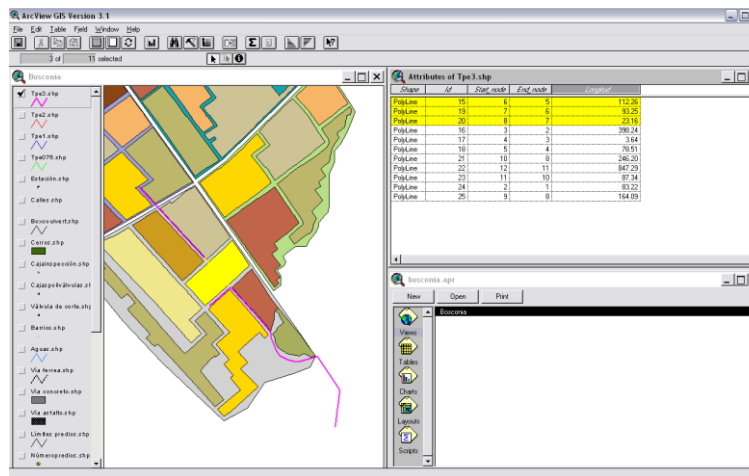 ArcView GIS Version 3.1
File Edit Table Field Window Help
3 of 11 selected
Bosconia
Tpe3.shp
Tpe2.shp
Tpe1.shp
Tpe075.shp
Estación.shp
Calles.shp
Boxcoulvert.shp
Cerros.shp
Cajainspección.shp
Cajaspoliválvulas.shp
Válvula de corte.shp
Barrios.shp
Aguas.shp
Vía ferrea.shp
Vía concreto.shp
Vía asfalto.shp
Límites predios.shp
Númeropredios.shp
Attributes of Tpe3.shp
Shape Id Start_node End_node Longitud
PolyLine 15 6 5 112.26
PolyLine 19 7 6 93.25
PolyLine 20 8 7 23.16
PolyLine 16 3 2 398.24
PolyLine 17 4 3 3.64
PolyLine 18 5 4 78.51
PolyLine 21 10 8 246.20
PolyLine 22 12 11 847.29
PolyLine 23 11 10 87.34
PolyLine 24 2 1 83.22
PolyLine 25 9 8 164.09
bosconia.apr
New Open Print
Bosconia
Views
Tables
Charts
Layouts
Scripts